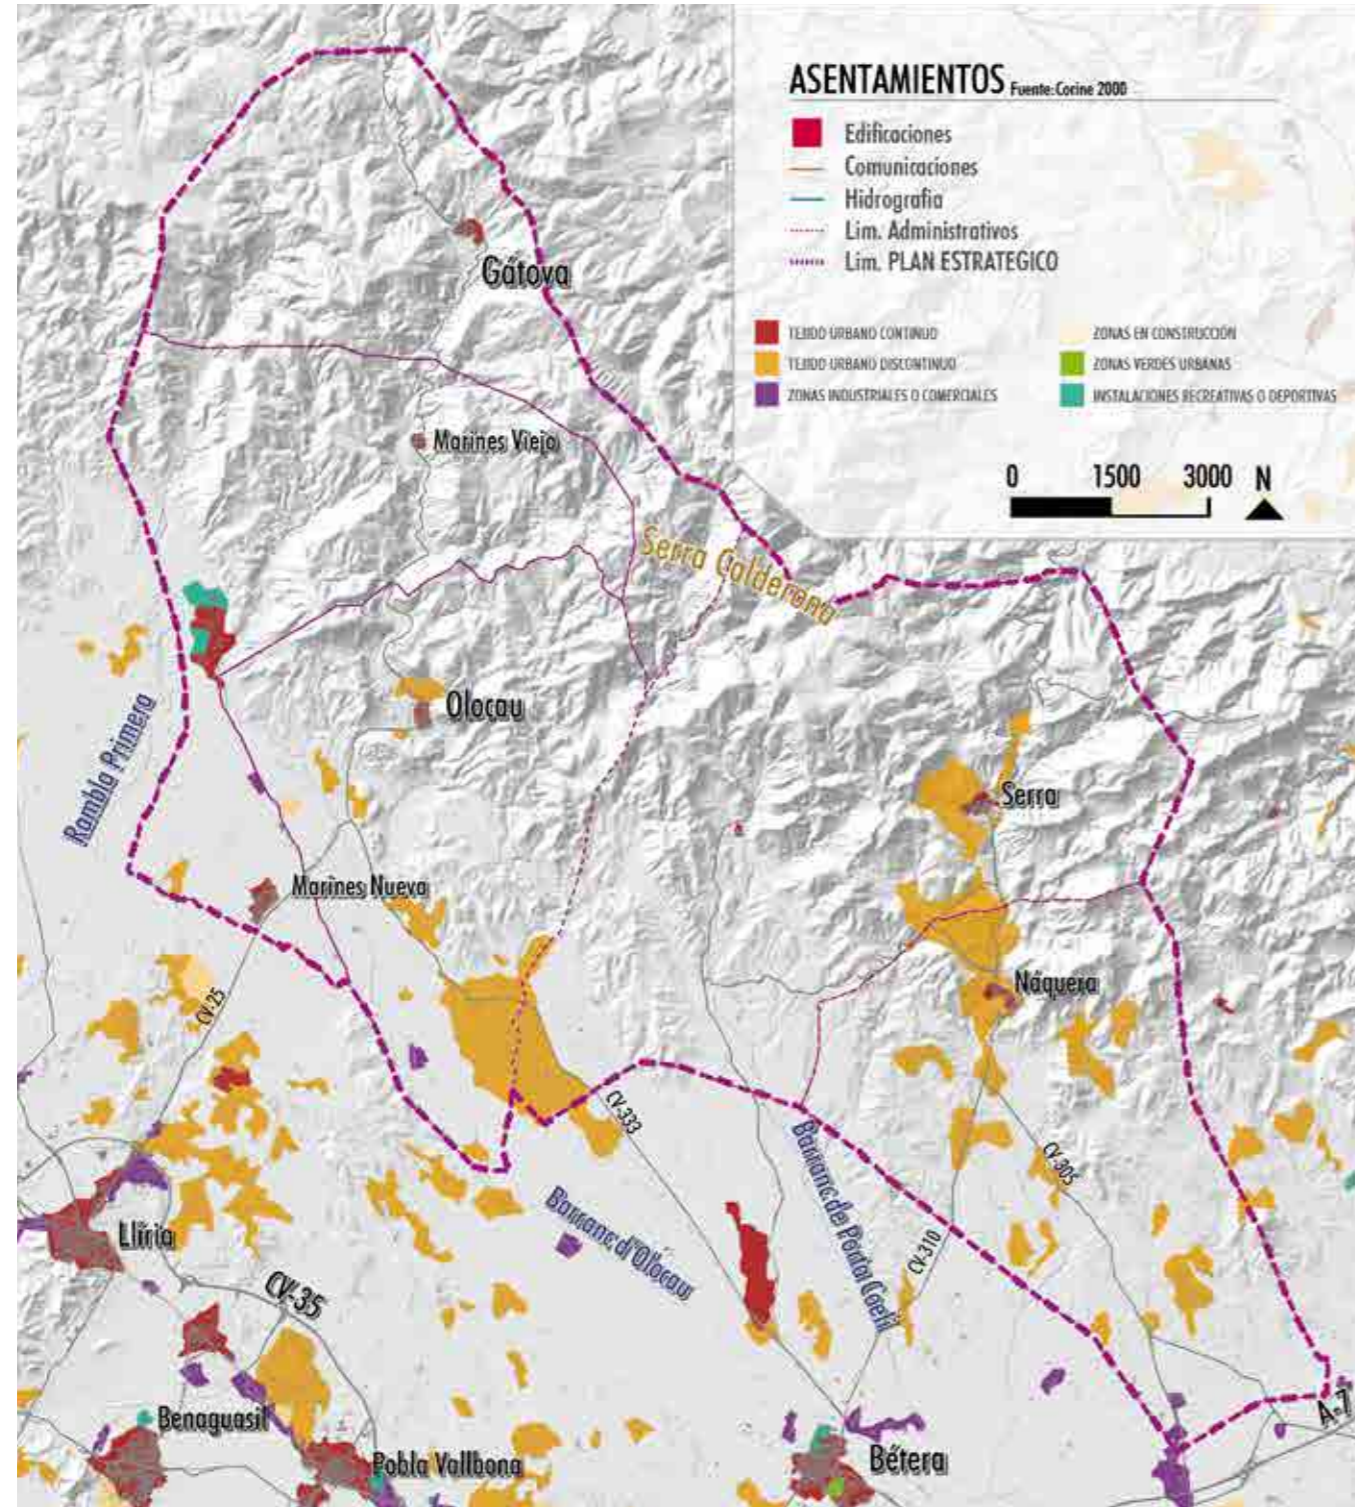 ASENTAMIENTOS Fuente: Corine 2000
Edificaciones
Comunicaciones
Hidrografia
Lim. Administrativos
Lim. PLAN ESTRATEGICO
TEJIDO URBANO CONTINUO
TEJIDO URBANO DISCONTINUO
ZONAS INDUSTRIALES O COMERCIALES
ZONAS EN CONSTRUCCIÓN
ZONAS VERDES URBANAS
INSTALACIONES RECREATIVAS O DEPORTIVAS
0 1500 3000 N
Gátova
Marines Viejo
Serra Calderona
Olocau
Rambla Primera
Serra
Marines Nueva
Náquera
CV-25
CV-333
Barranc de Porta Coeli
CV-305
Barranc d'Olocau
Llíria
CV-310
CV-35
A-7
Benaguasil
Pobla Vallbona
Bétera